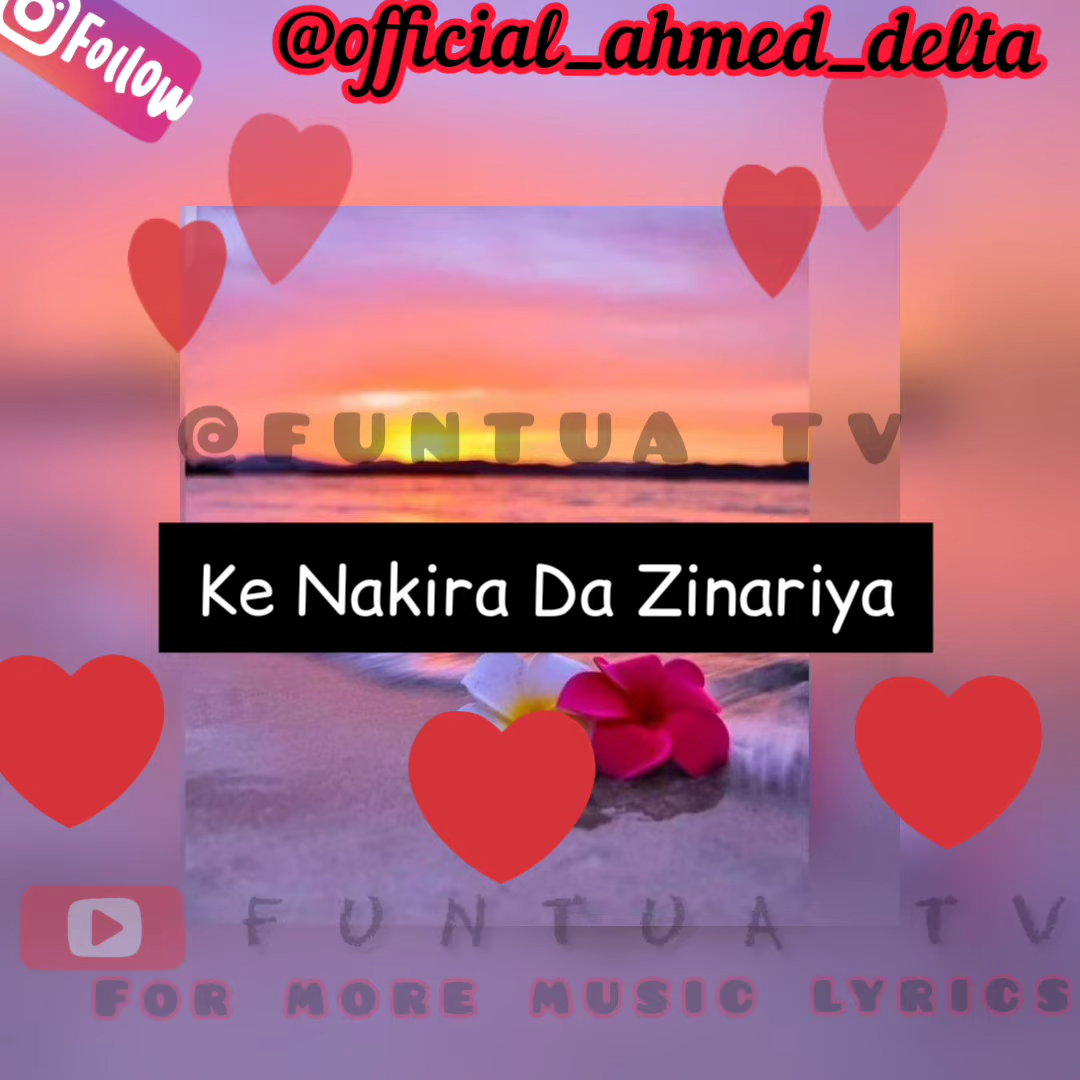 Follow
@official_ahmed_delta
@FUNTUA TV
Ke Nakira Da Zinariya
FUNTUA TV
FOR MORE MUSIC LYRICS